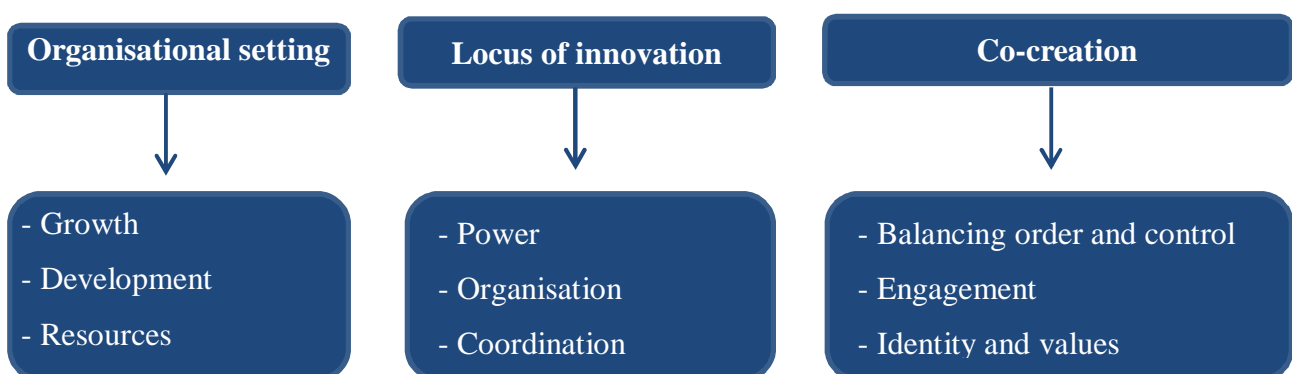 Organisational setting
- Growth
- Development
- Resources
Locus of innovation
- Power
- Organisation
- Coordination
Co-creation
- Balancing order and control
- Engagement
- Identity and values